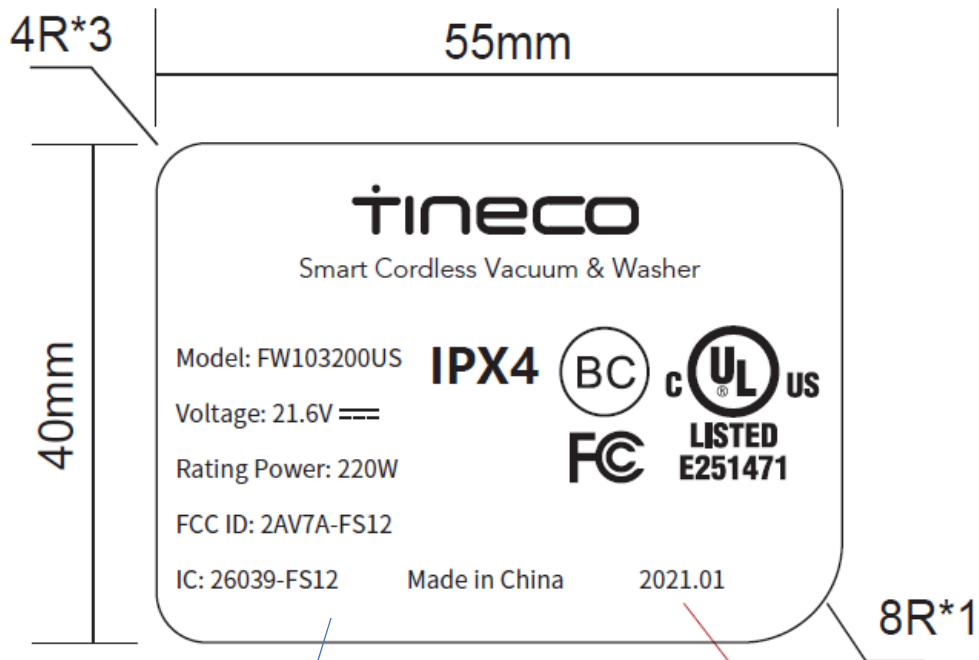 4R*3
55mm
40mm
TINECO
Smart Cordless Vacuum & Washer
Model: FW103200US
IPX4
BC
C UL® US
LISTED
E251471
Voltage: 21.6V
FC
Rating Power: 220W
FCC ID: 2AV7A-FS12
IC: 26039-FS12 Made in China 2021.01
8R*1